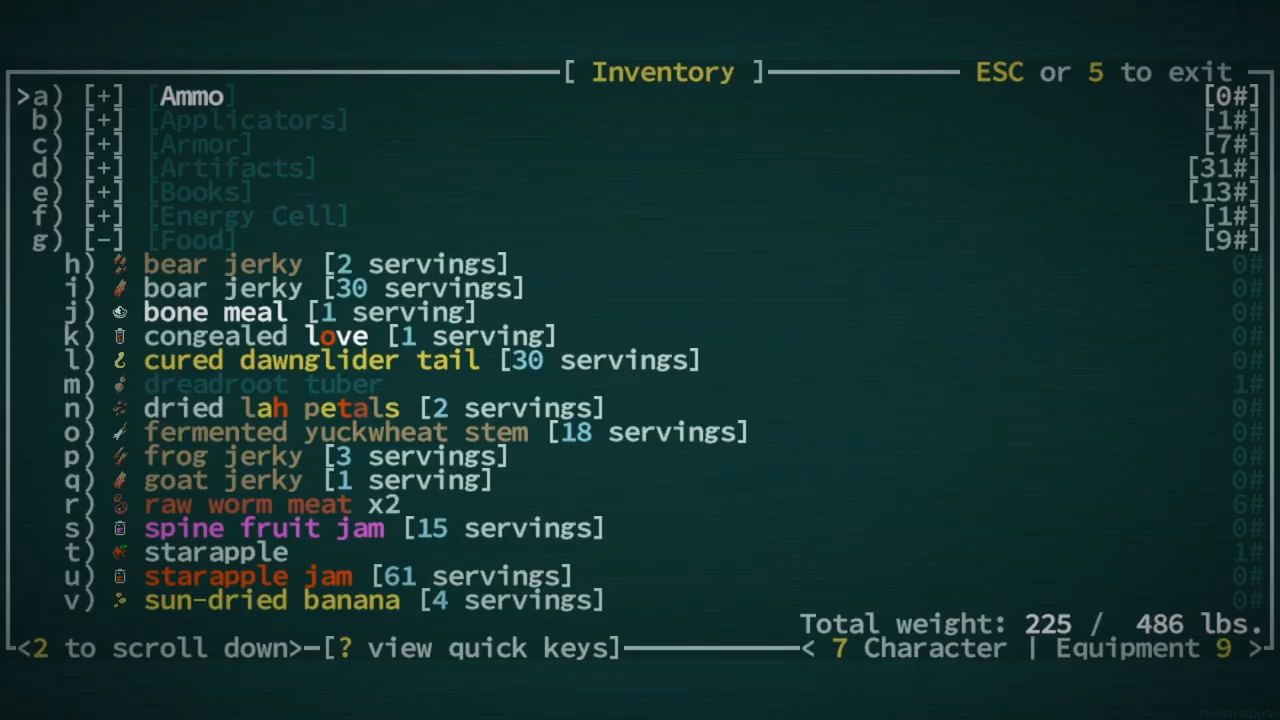 [ Inventory ] ESC or 5 to exit
>a) [+] [Ammo] [0#]
b) [+] [Applicators] [1#]
c) [+] [Armor] [7#]
d) [+] [Artifacts] [31#]
e) [+] [Books] [13#]
f) [+] [Energy Cell] [1#]
g) [-] [Food] [9#]
h) bear jerky [2 servings] 0#
i) boar jerky [30 servings] 0#
j) bone meal [1 serving] 0#
k) congealed love [1 serving] 0#
l) cured dawnglider tail [30 servings] 0#
m) dreadroot tuber 1#
n) dried lah petals [2 servings] 0#
o) fermented yuckwheat stem [18 servings] 0#
p) frog jerky [3 servings] 0#
q) goat jerky [1 serving] 0#
r) raw worm meat x2 6#
s) spine fruit jam [15 servings] 0#
t) starapple 1#
u) starapple jam [61 servings] 0#
v) sun-dried banana [4 servings] 0#
Total weight: 225 / 486 lbs.
<2 to scroll down> [? view quick keys] < 7 Character | Equipment 9 >